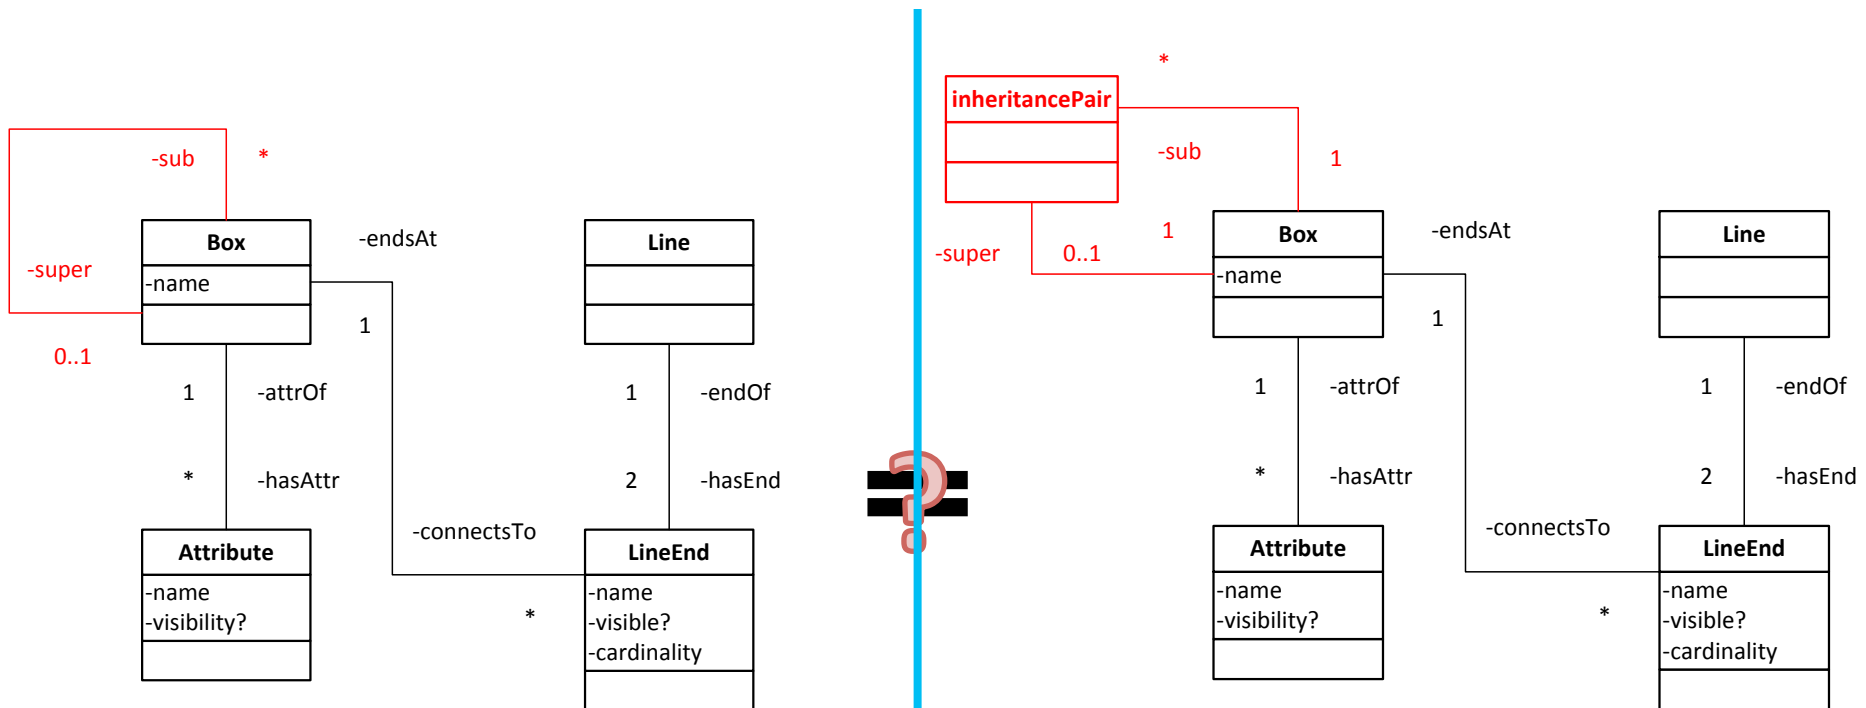 -sub *
Box
-name
-super
0..1
-endsAt
1
Line
1 -attrOf
* -hasAttr
1 -endOf
2 -hasEnd
-connectsTo
*
Attribute
-name
-visibility?
LineEnd
-name
-visible?
-cardinality
?
*
inheritancePair
-sub
1
-super
0..1
1
Box
-name
-endsAt
1
Line
1 -attrOf
* -hasAttr
1 -endOf
2 -hasEnd
-connectsTo
*
Attribute
-name
-visibility?
LineEnd
-name
-visible?
-cardinality